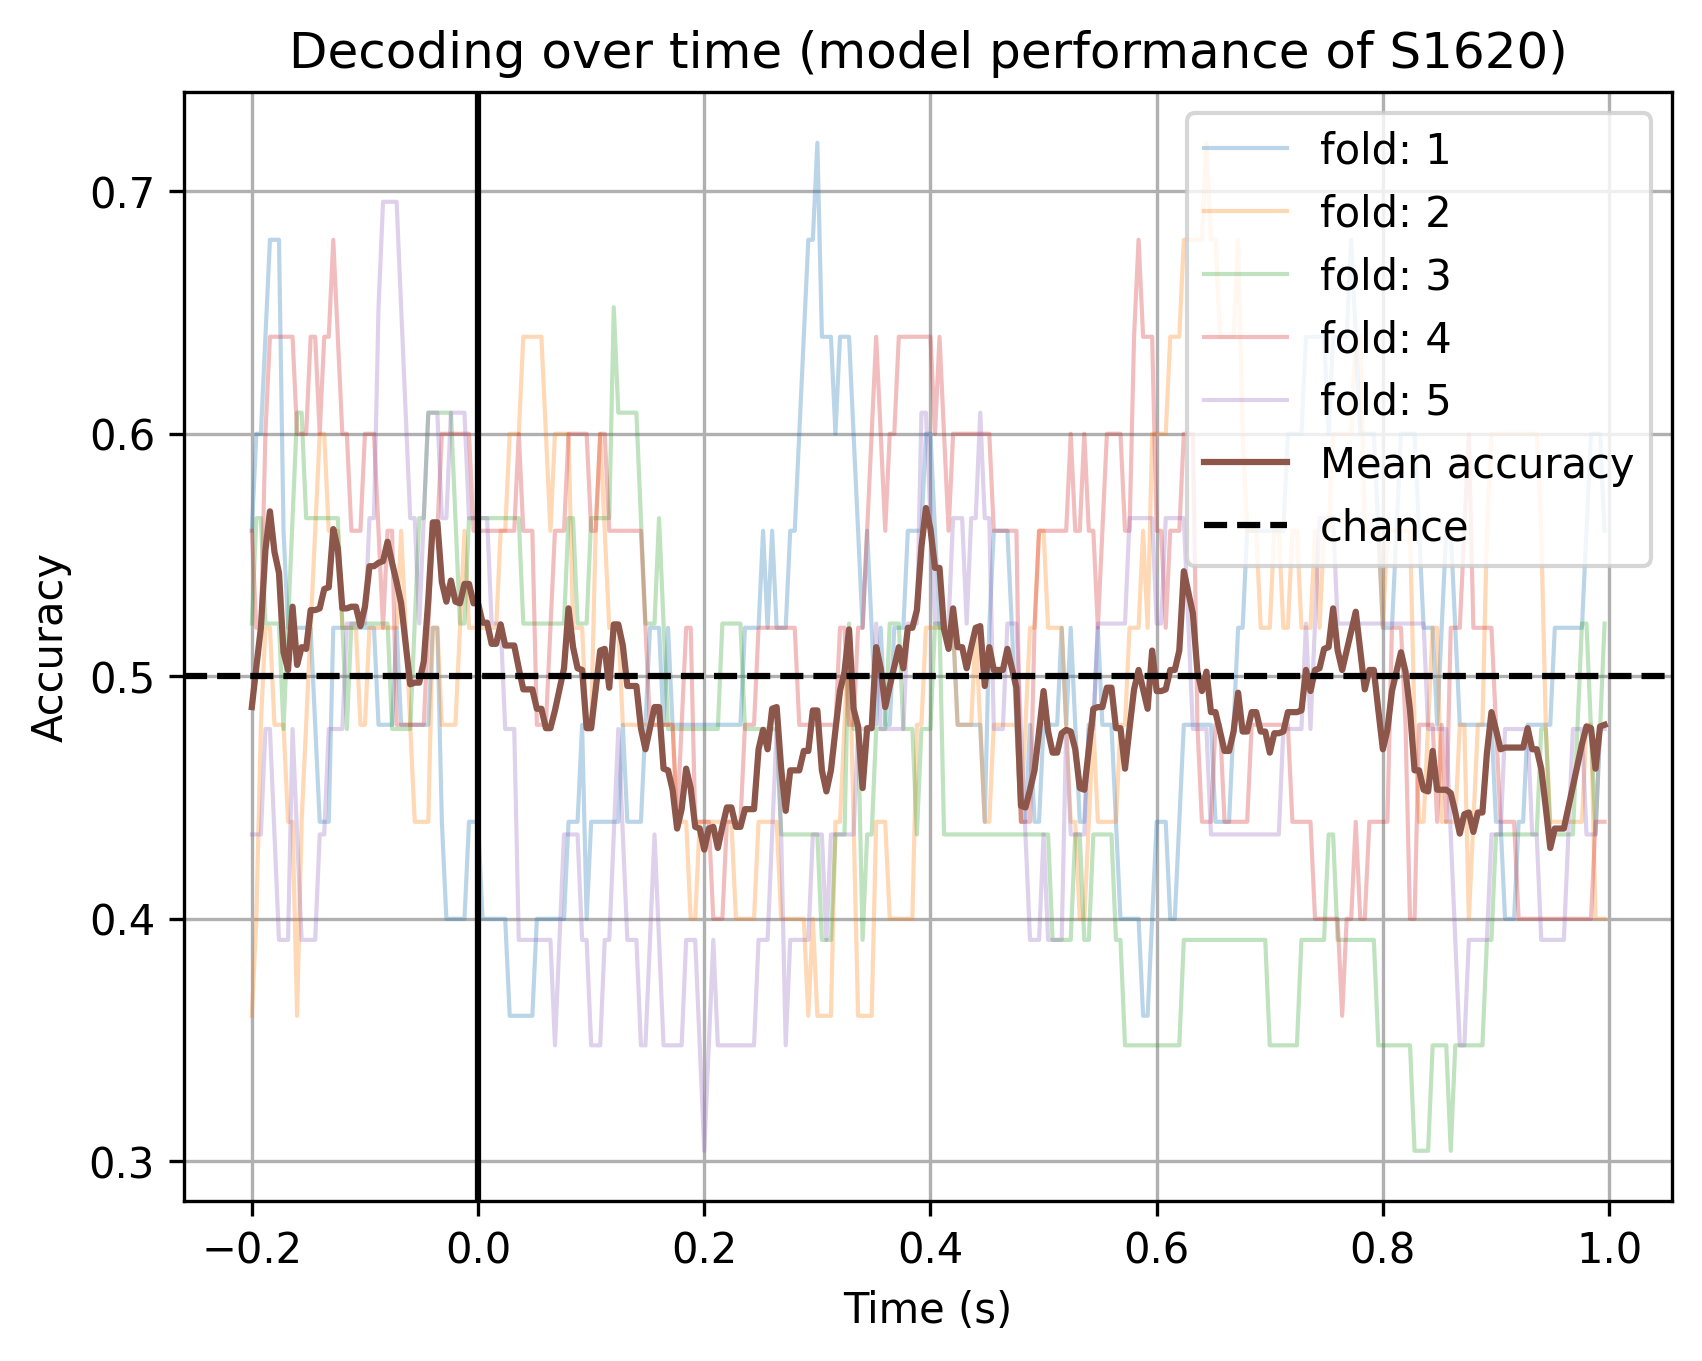 Decoding over time (model performance of S1620)
fold: 1
fold: 2
fold: 3
fold: 4
fold: 5
Mean accuracy
chance
Accuracy
0.7
0.6
0.5
0.4
0.3
−0.2 0.0 0.2 0.4 0.6 0.8 1.0
Time (s)